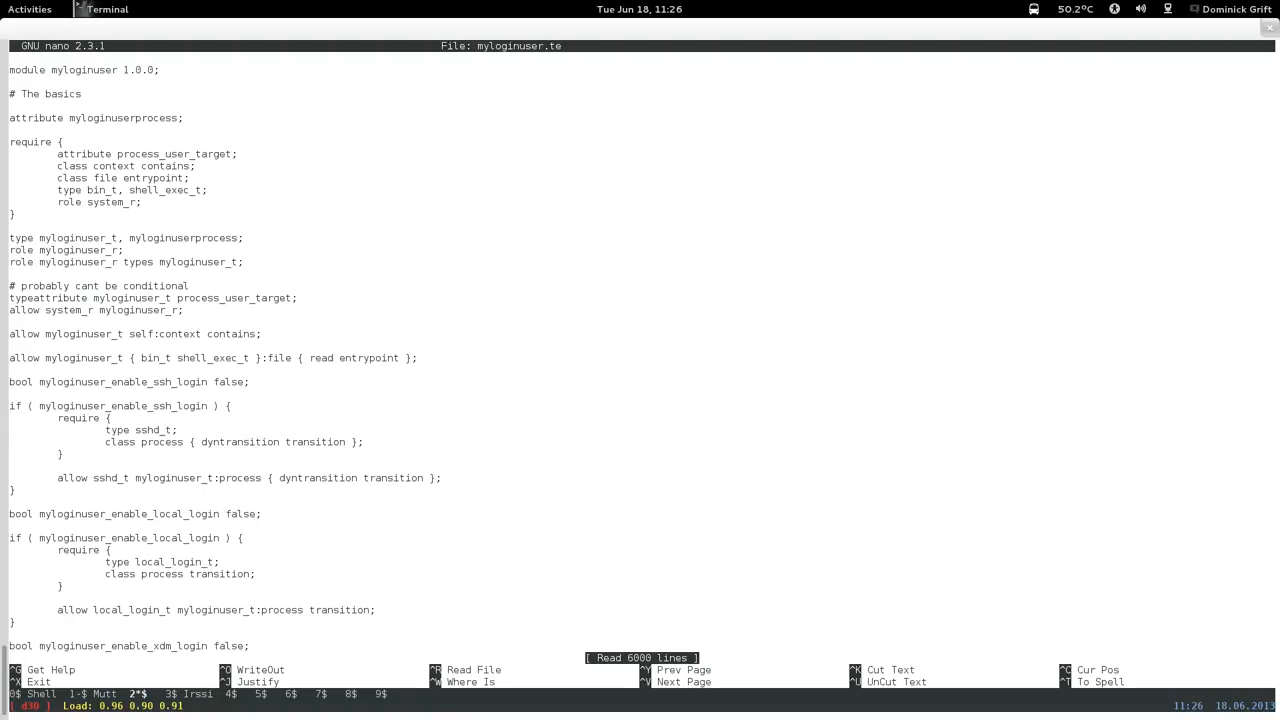 Activities Terminal Tue Jun 18, 11:26 50.2°C Dominick Grift
GNU nano 2.3.1 File: myloginuser.te
module myloginuser 1.0.0;
# The basics
attribute myloginuserprocess;
require {
attribute process_user_target;
class context contains;
class file entrypoint;
type bin_t, shell_exec_t;
role system_r;
}
type myloginuser_t, myloginuserprocess;
role myloginuser_r;
role myloginuser_r types myloginuser_t;
# probably cant be conditional
typeattribute myloginuser_t process_user_target;
allow system_r myloginuser_r;
allow myloginuser_t self:context contains;
allow myloginuser_t { bin_t shell_exec_t }:file { read entrypoint };
bool myloginuser_enable_ssh_login false;
if ( myloginuser_enable_ssh_login ) {
require {
type sshd_t;
class process { dyntransition transition };
}
allow sshd_t myloginuser_t:process { dyntransition transition };
}
bool myloginuser_enable_local_login false;
if ( myloginuser_enable_local_login ) {
require {
type local_login_t;
class process transition;
}
allow local_login_t myloginuser_t:process transition;
}
bool myloginuser_enable_xdm_login false;
[ Read 6000 lines ]
^G Get Help ^O WriteOut ^R Read File ^Y Prev Page ^K Cut Text ^C Cur Pos
^X Exit ^J Justify ^W Where Is ^V Next Page ^U UnCut Text ^T To Spell
0$ Shell 1-$ Mutt 2*$ 3$ Irssi 4$ 5$ 6$ 7$ 8$ 9$
[ d30 ] Load: 0.96 0.90 0.91 11:26 18.06.2013